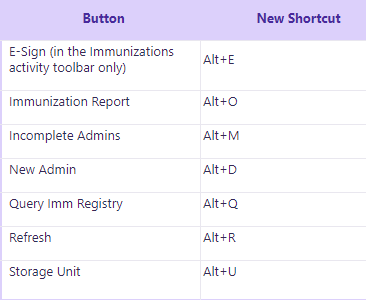 Button New Shortcut
E-Sign (in the Immunizations
activity toolbar only) Alt+E
Immunization Report Alt+O
Incomplete Admins Alt+M
New Admin Alt+D
Query Imm Registry Alt+Q
Refresh Alt+R
Storage Unit Alt+U